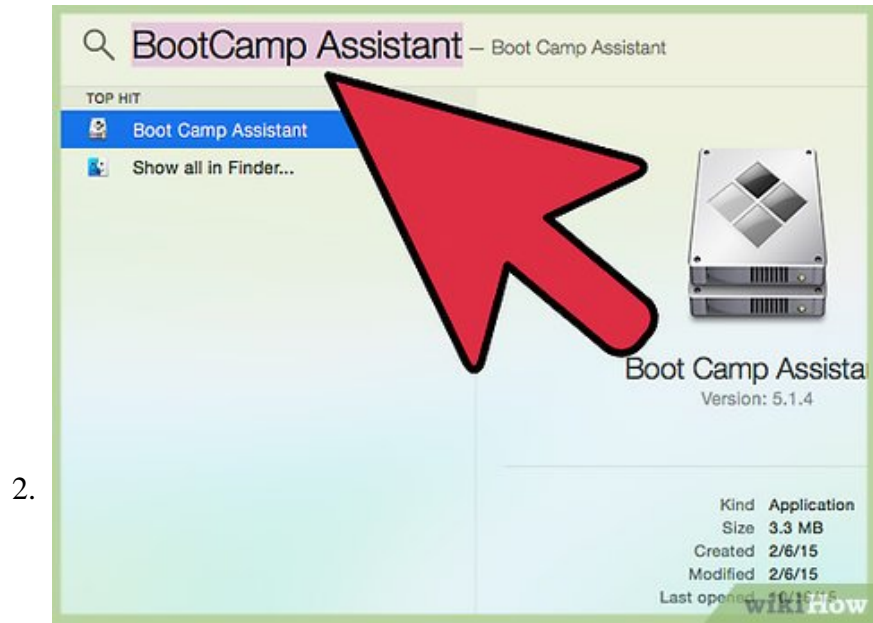 BootCamp Assistant – Boot Camp Assistant
TOP HIT
Boot Camp Assistant
Show all in Finder...
Boot Camp Assista
Version: 5.1.4
2.
Kind Application
Size 3.3 MB
Created 2/6/15
Modified 2/6/15
Last opened
wikiHow